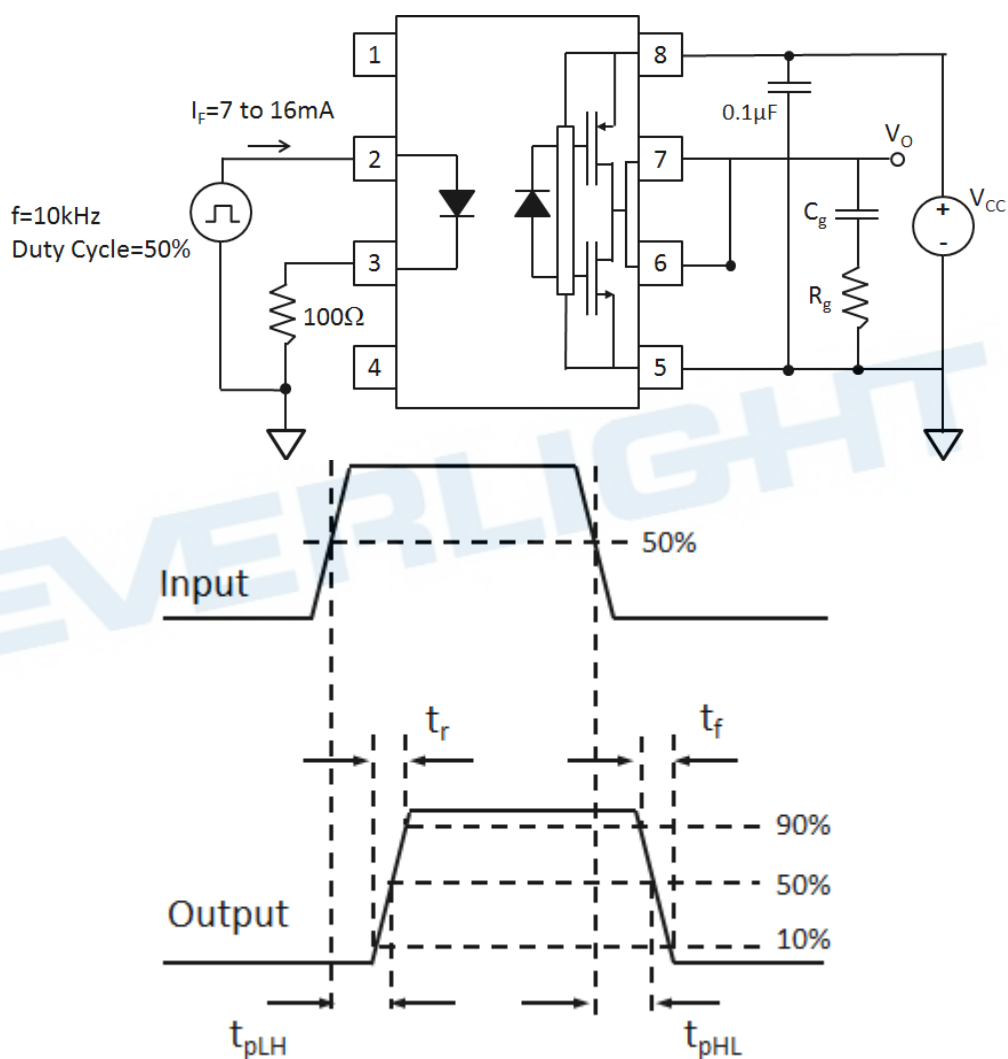 1
8
I_F=7 to 16mA
0.1μF
V_O
2
7
C_g
V_CC
+
-
f=10kHz
Duty Cycle=50%
3
6
100Ω
R_g
4
5
EVERLIGHT
50%
Input
t_r
t_f
90%
50%
Output
10%
t_pLH
t_pHL